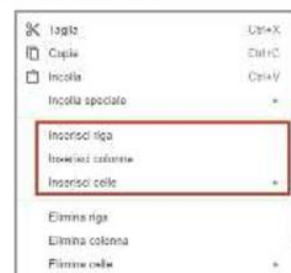 Taglia Ctrl+X
Copia Ctrl+C
Incolla Ctrl+V
Incolla speciale
Inserisci riga
Inserisci colonna
Inserisci celle
Elimina riga
Elimina colonna
Elimina celle